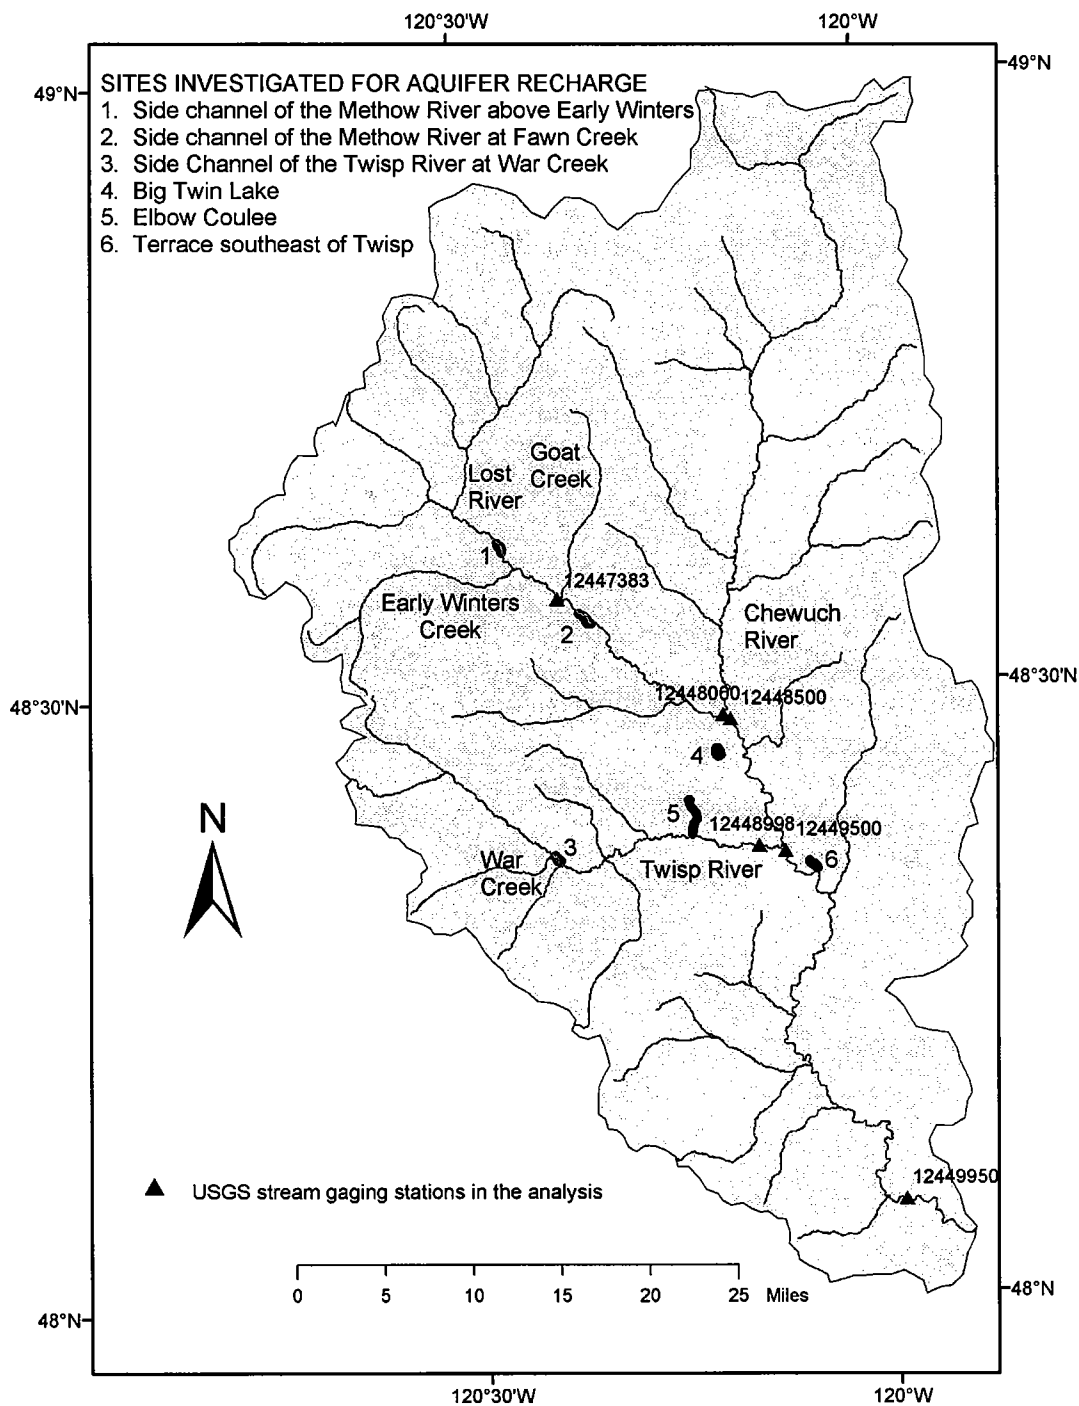 120°30'W 120°W
49°N
49°N
SITES INVESTIGATED FOR AQUIFER RECHARGE
1. Side channel of the Methow River above Early Winters
2. Side channel of the Methow River at Fawn Creek
3. Side Channel of the Twisp River at War Creek
4. Big Twin Lake
5. Elbow Coulee
6. Terrace southeast of Twisp
Goat
Creek
Lost
River
1
12447383
Early Winters
Creek
2
Chewuch
River
48°30'N
12448060 12448500
48°30'N
4
5
12448998 12449500
N
3
6
War
Creek
Twisp River
12449950
USGS stream gaging stations in the analysis
0 5 10 15 20 25 Miles
48°N
48°N
120°30'W 120°W